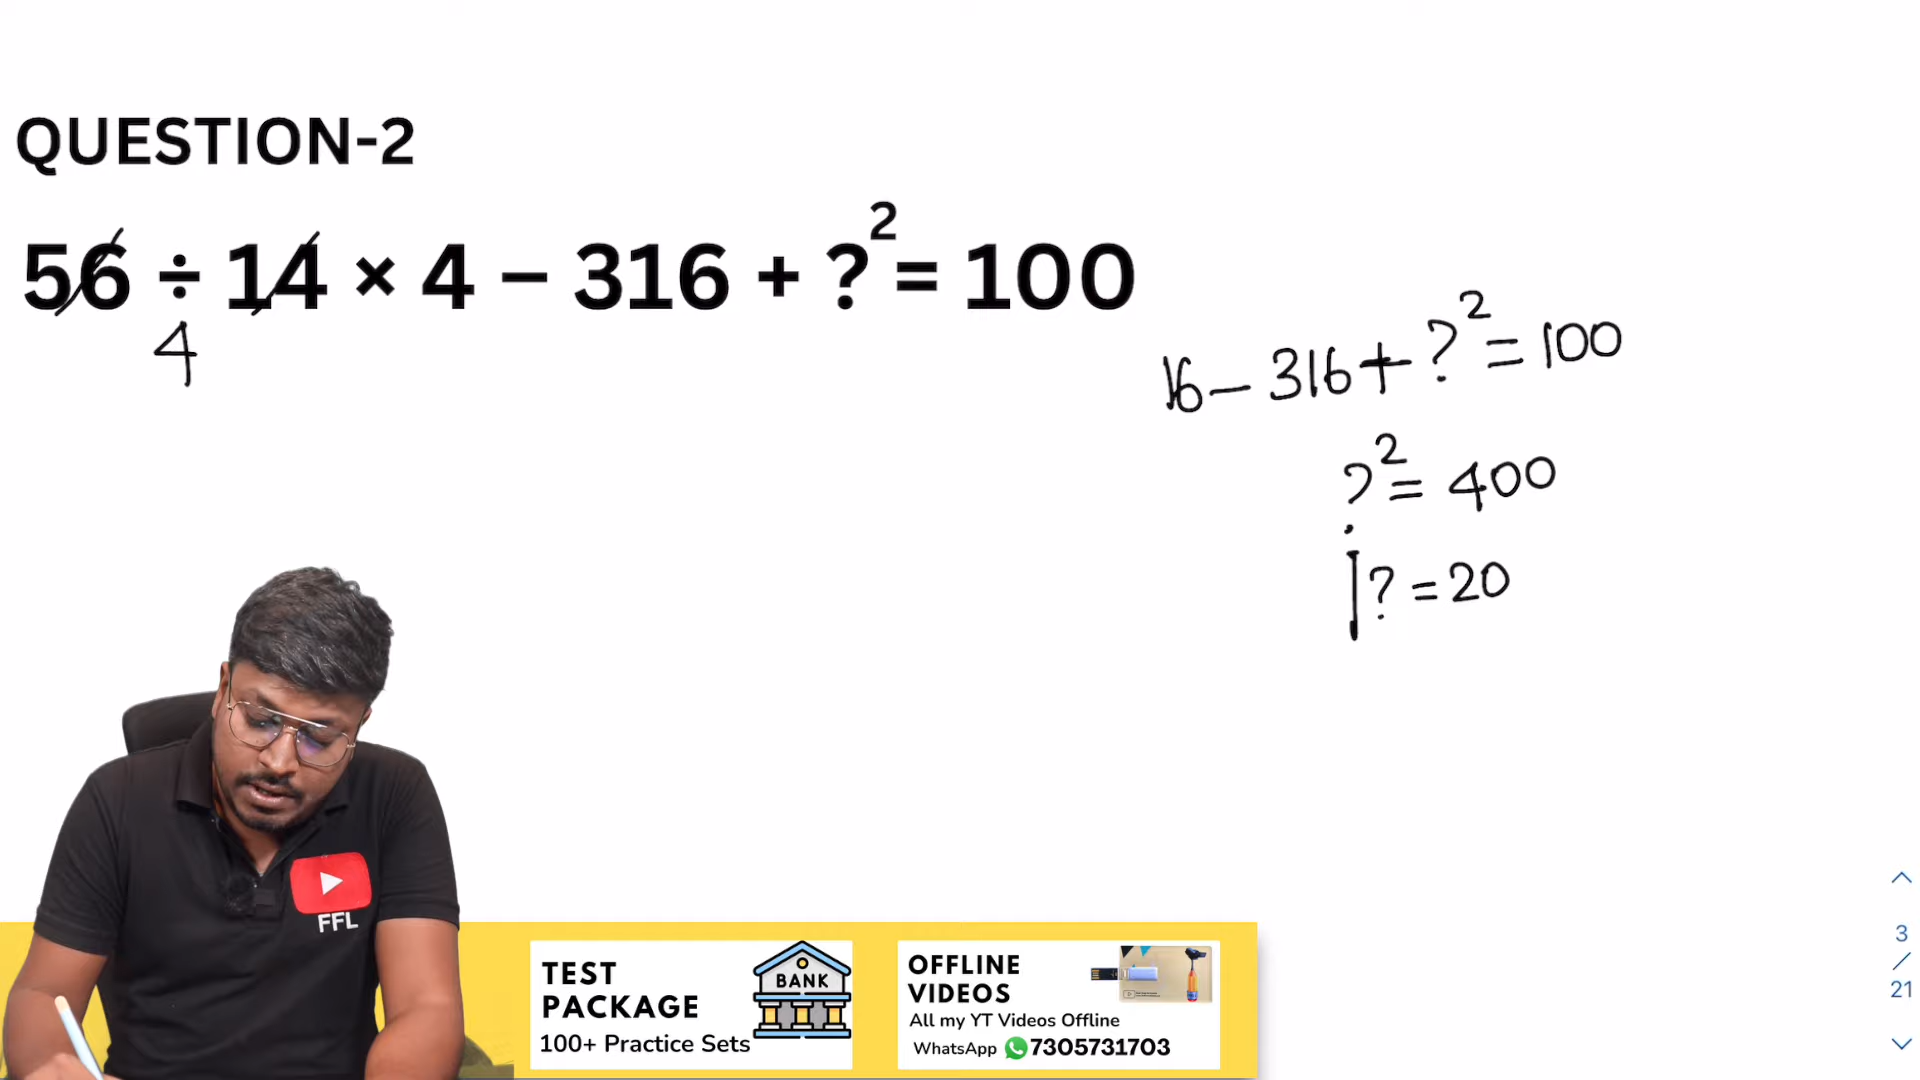 QUESTION-2
56 ÷ 14 × 4 – 316 + ?² = 100
4
16 – 316 + ?² = 100
?² = 400
? = 20
FFL
TEST
PACKAGE
100+ Practice Sets
BANK
OFFLINE
VIDEOS
All my YT Videos Offline
WhatsApp 7305731703
3
/
21